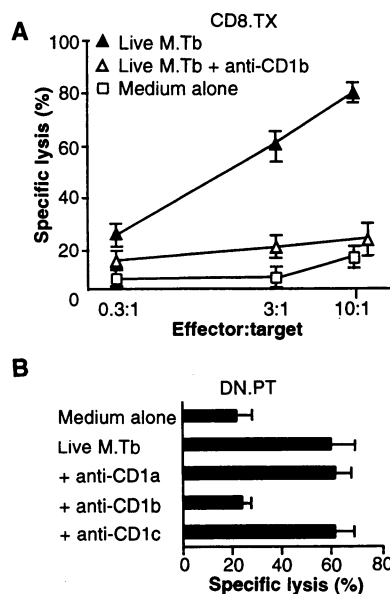 A
CD8.TX
Live M.Tb
Live M.Tb + anti-CD1b
Medium alone
Specific lysis (%)
100
80
60
40
20
0
0.3:1 3:1 10:1
Effector:target
B
DN.PT
Medium alone
Live M.Tb
+ anti-CD1a
+ anti-CD1b
+ anti-CD1c
0 20 40 60 80
Specific lysis (%)